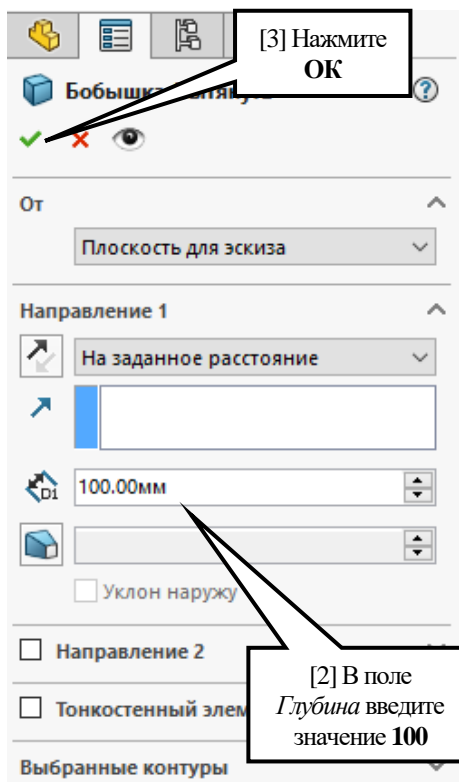 [3] Нажмите
ОК
Бобышка
От
Плоскость для эскиза
Направление 1
На заданное расстояние
D1
100.00мм
Уклон наружу
Направление 2
Тонкостенный
[2] В поле
Глубина введите
значение 100
Выбранные контуры